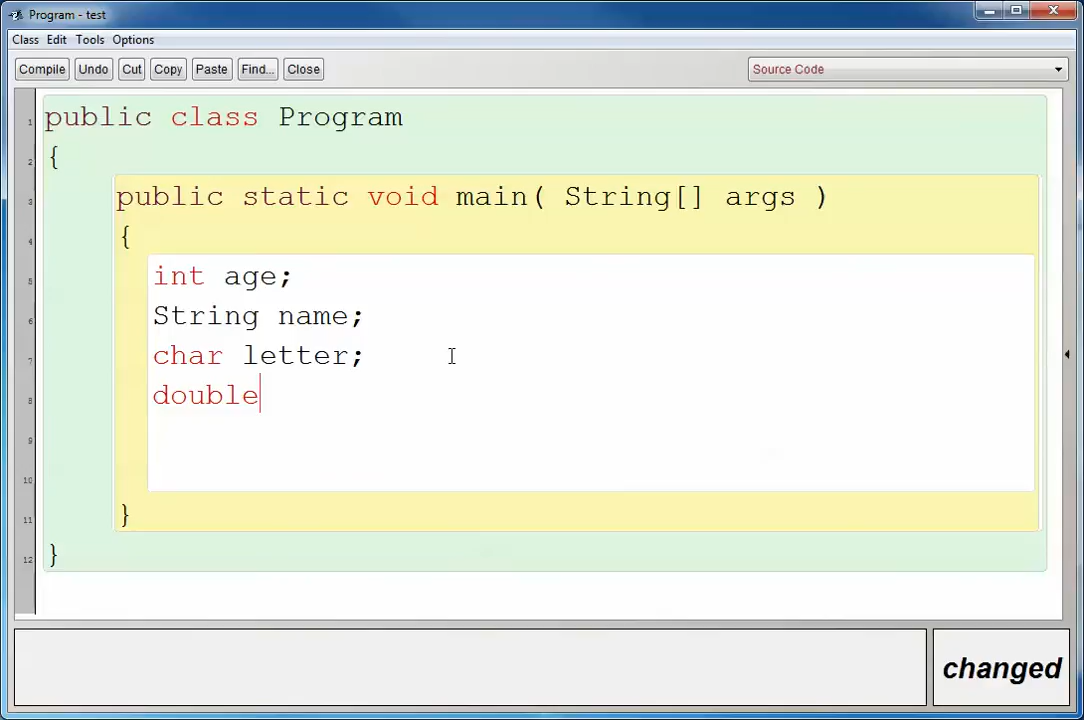 Program - test
Class Edit Tools Options
Compile Undo Cut Copy Paste Find... Close Source Code
1 public class Program
2 {
3 public static void main( String[] args )
4 {
5 int age;
6 String name;
7 char letter;
8 double
9
10
11 }
12 }
changed